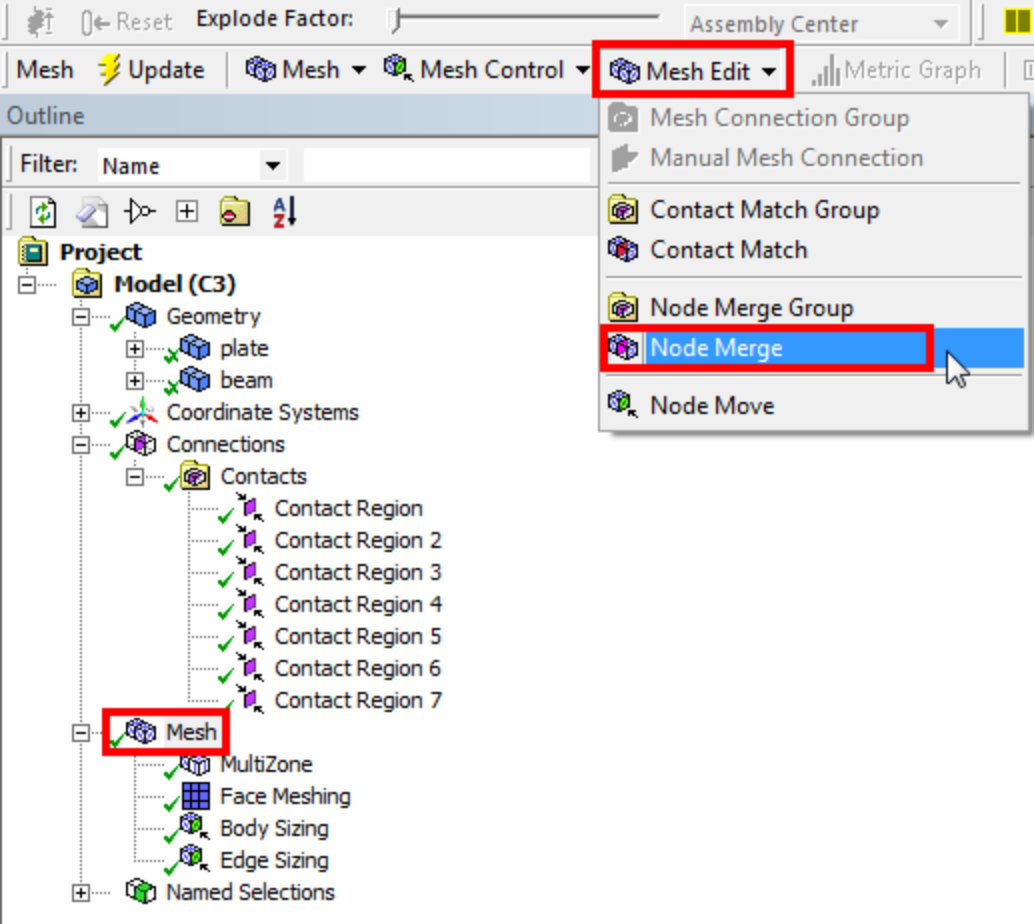 Reset Explode Factor: Assembly Center
Mesh Update Mesh Mesh Control Mesh Edit Metric Graph
Outline
Mesh Connection Group
Manual Mesh Connection
Contact Match Group
Contact Match
Node Merge Group
Node Merge
Node Move
Filter: Name
Project
Model (C3)
Geometry
plate
beam
Coordinate Systems
Connections
Contacts
Contact Region
Contact Region 2
Contact Region 3
Contact Region 4
Contact Region 5
Contact Region 6
Contact Region 7
Mesh
MultiZone
Face Meshing
Body Sizing
Edge Sizing
Named Selections